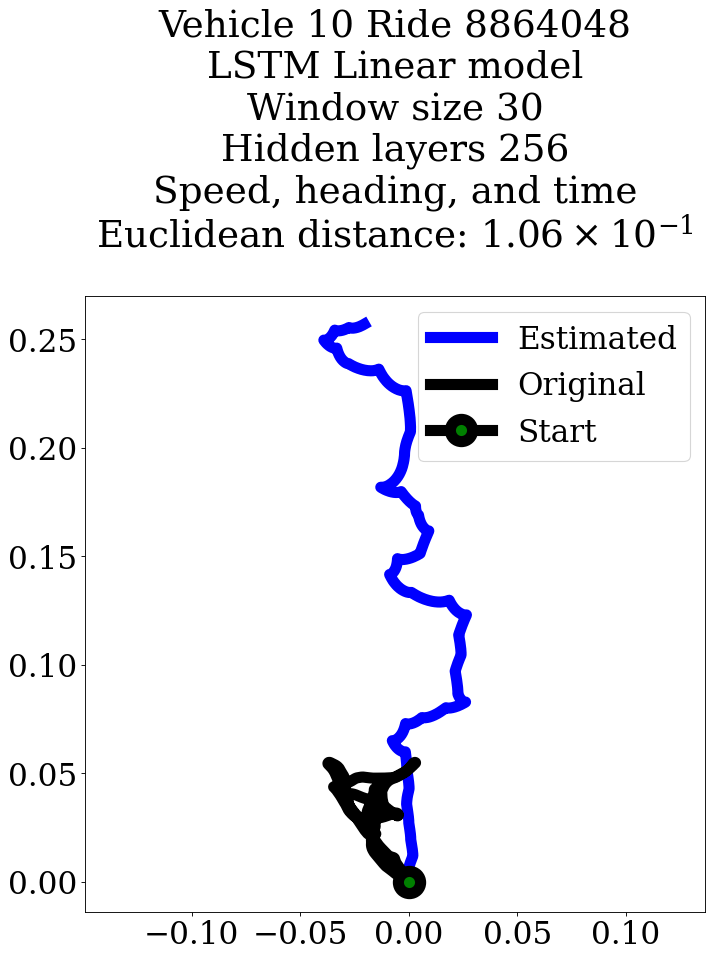 Vehicle 10 Ride 8864048
LSTM Linear model
Window size 30
Hidden layers 256
Speed, heading, and time
Euclidean distance: 1.06 × 10⁻¹
Estimated
Original
Start
0.25
0.20
0.15
0.10
0.05
0.00
−0.10 −0.05 0.00 0.05 0.10